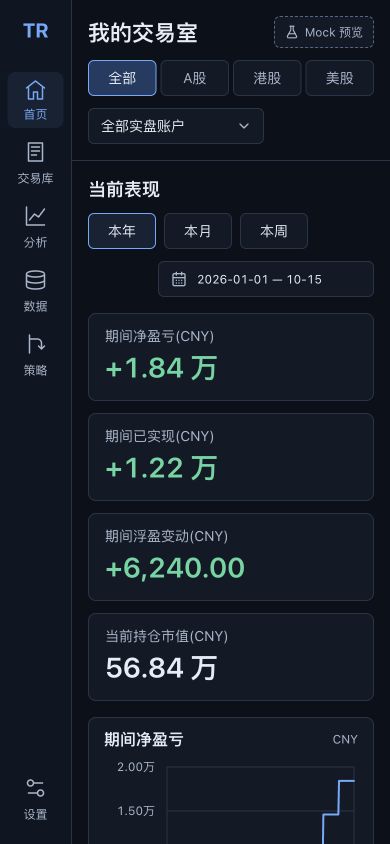 TR
我的交易室
Mock 预览
全部
A股
港股
美股
全部实盘账户
首页
交易库
分析
数据
策略
设置
当前表现
本年
本月
本周
2026-01-01 — 10-15
期间净盈亏(CNY)
+1.84 万
期间已实现(CNY)
+1.22 万
期间浮盈变动(CNY)
+6,240.00
当前持仓市值(CNY)
56.84 万
期间净盈亏
CNY
2.00万
1.50万